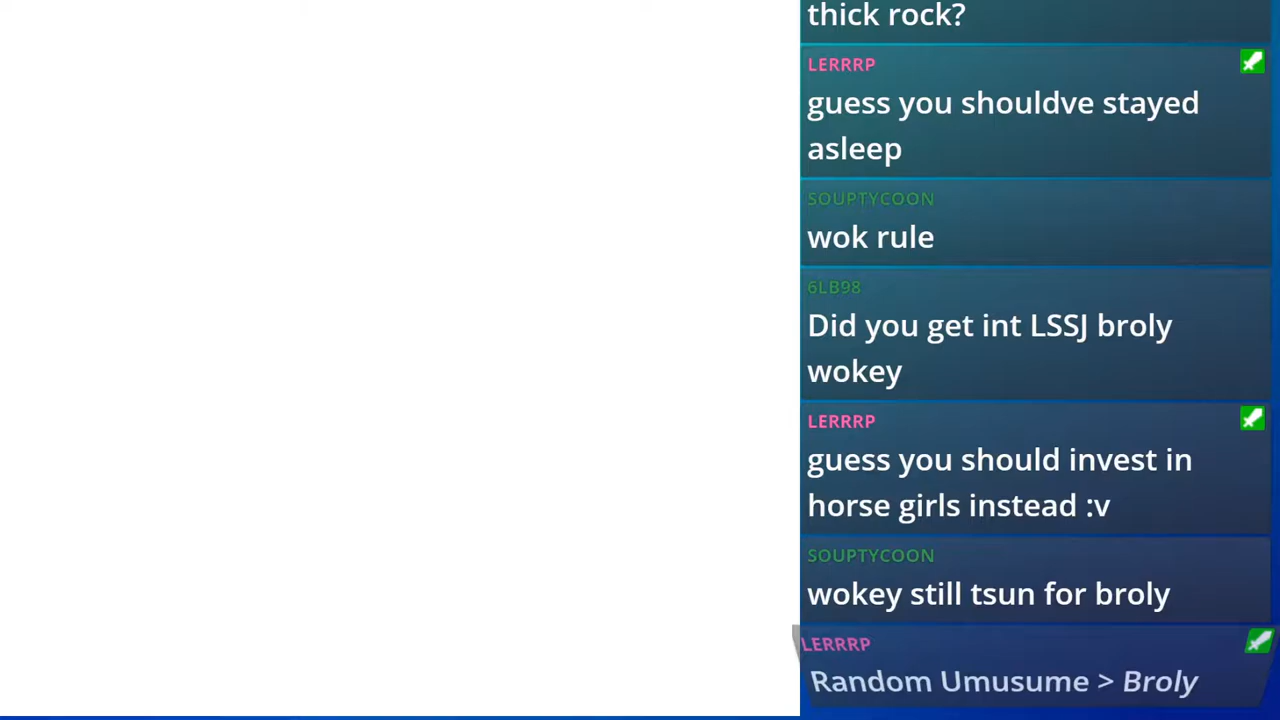 thick rock?
LERRRP
guess you shouldve stayed
asleep
SOUPTYCOON
wok rule
6LB98
Did you get int LSSJ broly
wokey
LERRRP
guess you should invest in
horse girls instead :v
SOUPTYCOON
wokey still tsun for broly
LERRRP
Random Umusume > Broly